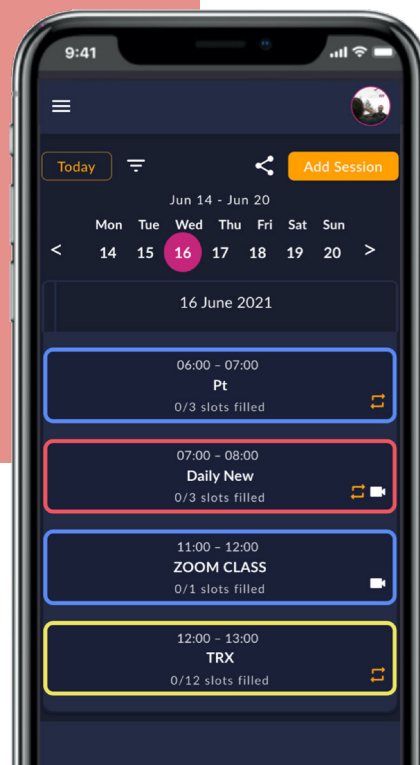 9:41
Today
Add Session
Jun 14 - Jun 20
Mon Tue Wed Thu Fri Sat Sun
< 14 15 16 17 18 19 20 >
16 June 2021
06:00 – 07:00
Pt
0/3 slots filled
07:00 – 08:00
Daily New
0/3 slots filled
11:00 – 12:00
ZOOM CLASS
0/1 slots filled
12:00 – 13:00
TRX
0/12 slots filled